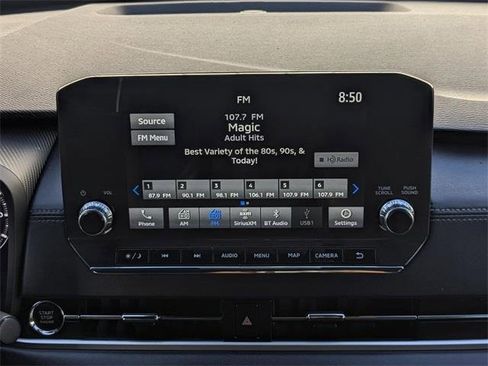 FM
8:50
107.7 FM
Magic
Adult Hits
Best Variety of the 80s, 90s, &
Today!
Source
FM Menu
HD Radio
1 2 3 4 5 6
87.9 FM 90.1 FM 98.1 FM 106.1 FM 107.9 FM 107.9 FM
VOL
TUNE
SCROLL
PUSH
SOUND
Phone AM FM SiriusXM BT Audio USB1 Settings
AUDIO MENU MAP CAMERA
START
STOP
ENGINE